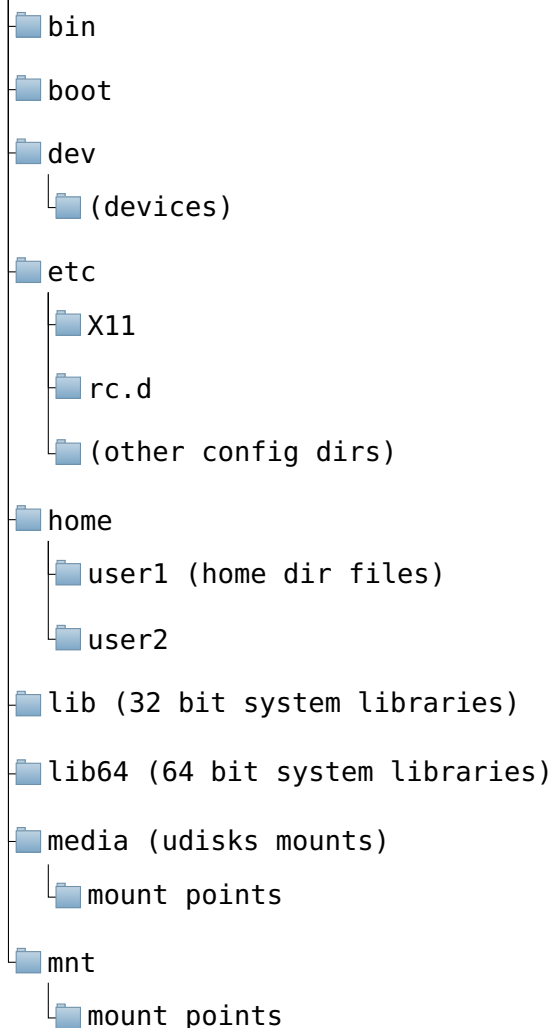 bin
boot
dev
(devices)
etc
X11
rc.d
(other config dirs)
home
user1 (home dir files)
user2
lib (32 bit system libraries)
lib64 (64 bit system libraries)
media (udisks mounts)
mount points
mnt
mount points